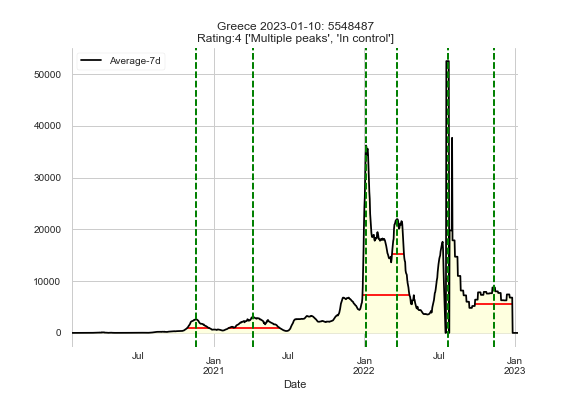 Greece 2023-01-10: 5548487
Rating:4 ['Multiple peaks', 'In control']
Average-7d
50000
40000
30000
20000
10000
0
Jul
Jan
2021
Jul
Jan
2022
Jul
Jan
2023
Date